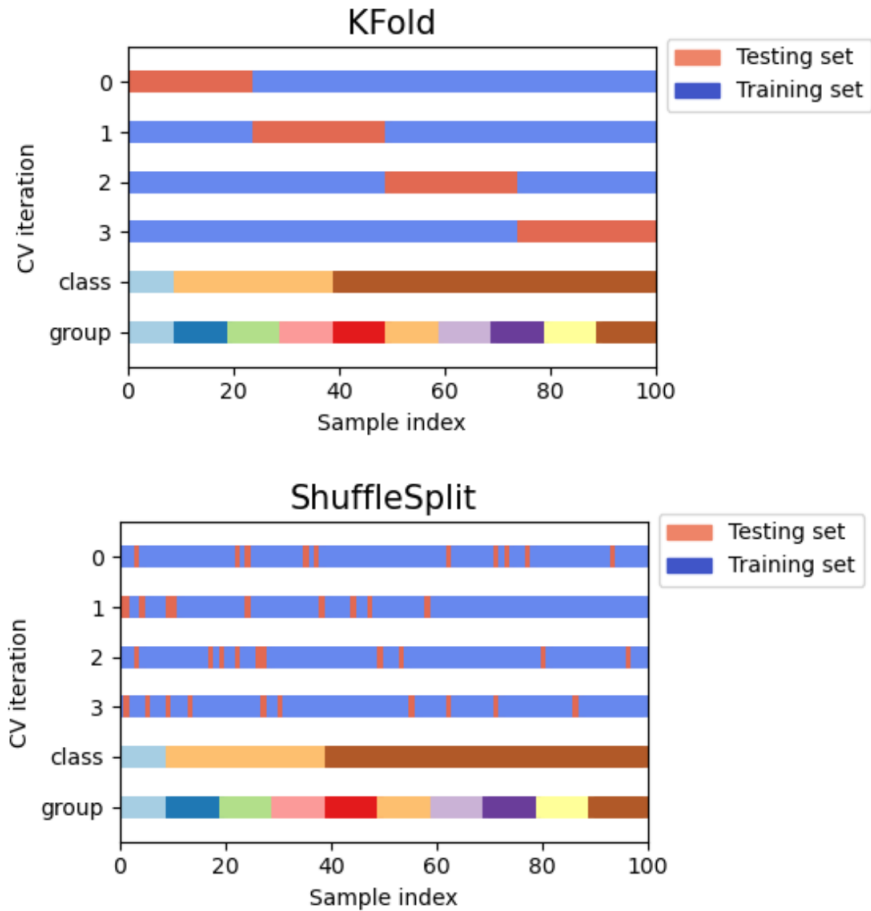 KFold
Testing set
Training set
0
1
2
3
class
group
CV iteration
0 20 40 60 80 100
Sample index
ShuffleSplit
Testing set
Training set
0
1
2
3
class
group
CV iteration
0 20 40 60 80 100
Sample index